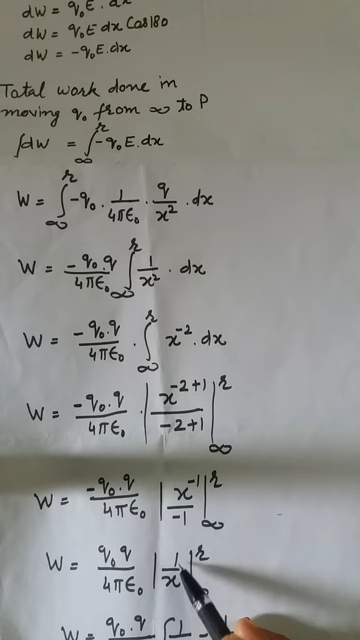 dW = q₀E . dx
dW = q₀E dx Cos180
dW = -q₀E.dx
Total work done in
moving q₀ from ∞ to P
∫dw = ∫_∞^r -q₀E.dx
W = ∫_∞^r -q₀ . 1/4πϵ₀ . q/x² . dx
W = -q₀.q/4πϵ₀ ∫_∞^r 1/x² . dx
W = -q₀.q/4πϵ₀ . ∫_∞^r x⁻² . dx
W = -q₀.q/4πϵ₀ . |x⁻²⁺¹/-2+1|_∞^r
W = -q₀.q/4πϵ₀ |x⁻¹/-1|_∞^r
W = q₀q/4πϵ₀ |1/x|^r
W = q₀.q